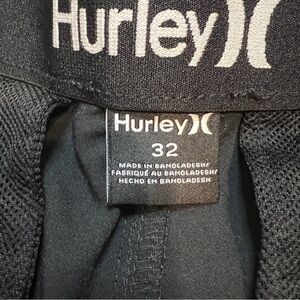 Hurley
Hurley
32
MADE IN BANGLADESH/
FABRIQUÉ AU BANGLADESH/
HECHO EN BANGLADESH/